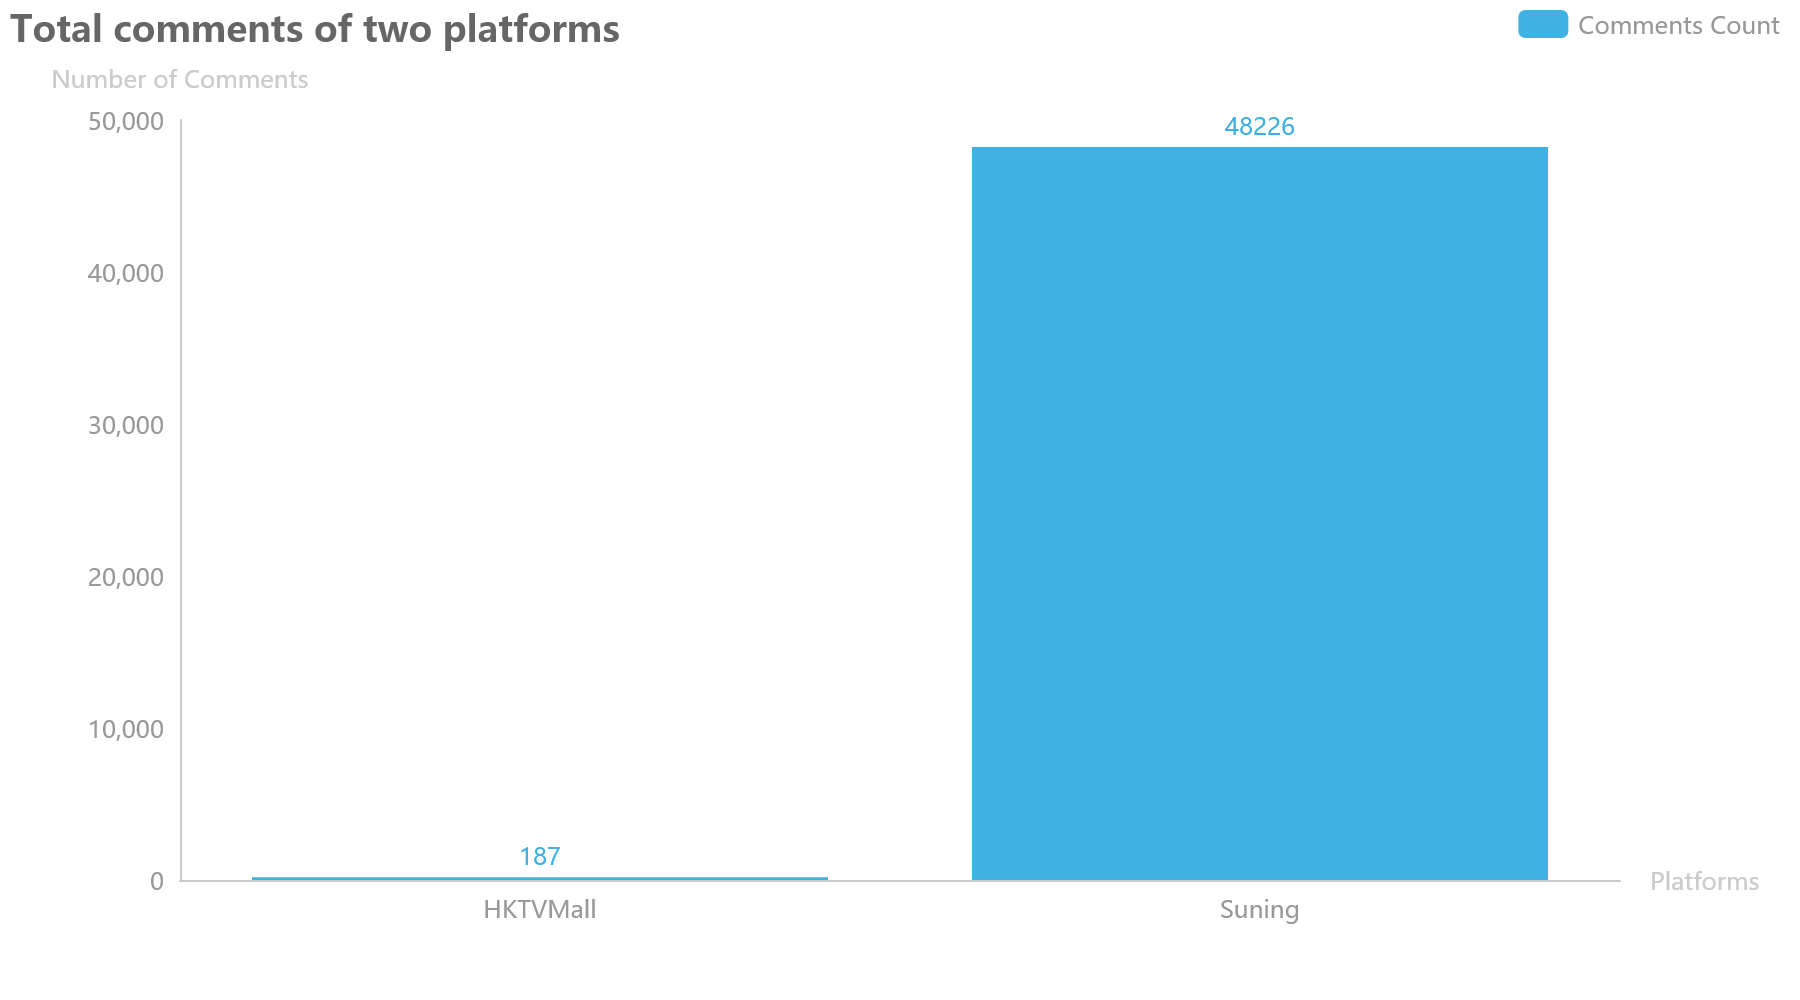 Total comments of two platforms
Comments Count
Number of Comments
50,000
40,000
30,000
20,000
10,000
0
48226
187
HKTVMall
Suning
Platforms